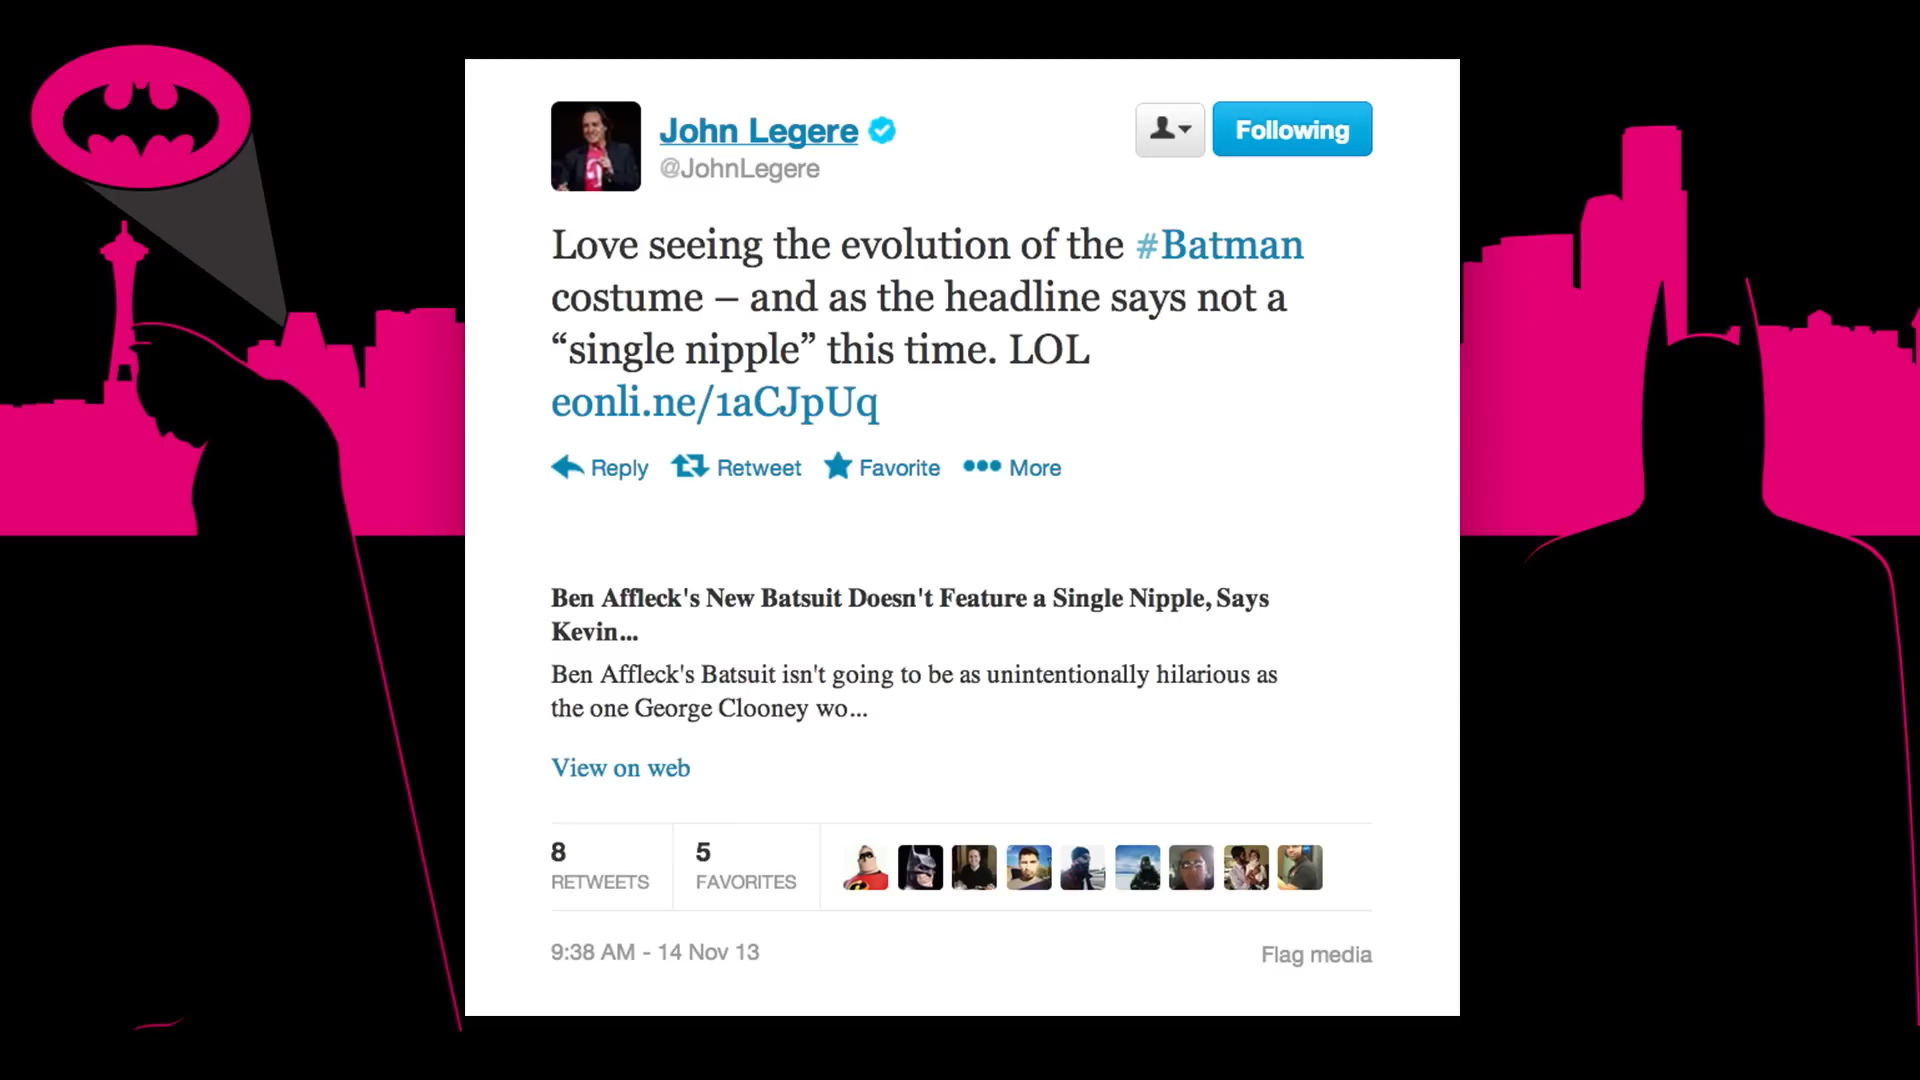 John Legere
@JohnLegere
Following
Love seeing the evolution of the #Batman
costume – and as the headline says not a
“single nipple” this time. LOL
eonli.ne/1aCJpUq
Reply Retweet Favorite More
Ben Affleck's New Batsuit Doesn't Feature a Single Nipple, Says
Kevin...
Ben Affleck's Batsuit isn't going to be as unintentionally hilarious as
the one George Clooney wo...
View on web
8
RETWEETS
5
FAVORITES
9:38 AM - 14 Nov 13
Flag media